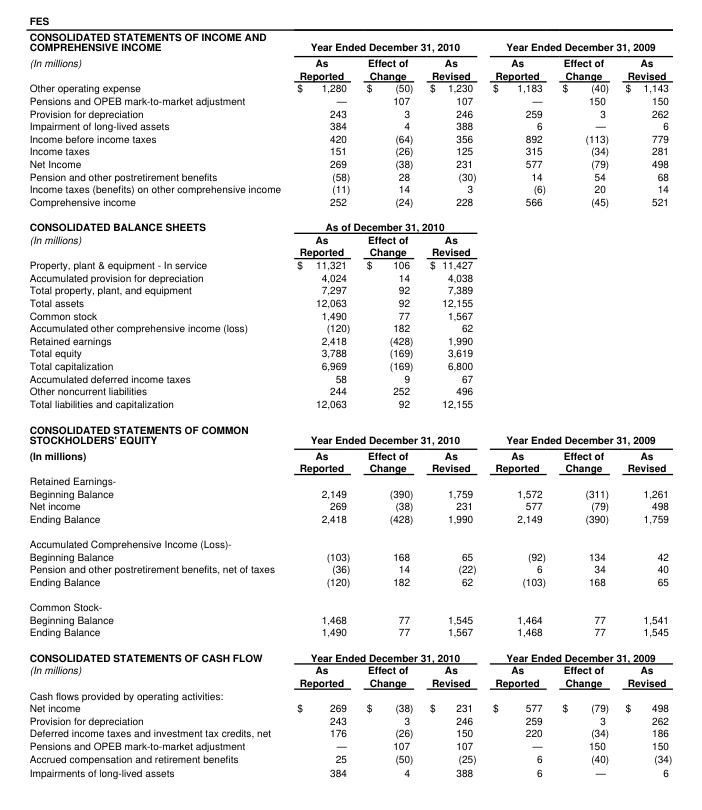 FES
CONSOLIDATED STATEMENTS OF INCOME AND
COMPREHENSIVE INCOME Year Ended December 31, 2010 Year Ended December 31, 2009
(In millions) As Effect of As As Effect of As
Reported Change Revised Reported Change Revised
Other operating expense $ 1,280 $ (50) $ 1,230 $ 1,183 $ (40) $ 1,143
Pensions and OPEB mark-to-market adjustment — 107 107 — 150 150
Provision for depreciation 243 3 246 259 3 262
Impairment of long-lived assets 384 4 388 6 — 6
Income before income taxes 420 (64) 356 892 (113) 779
Income taxes 151 (26) 125 315 (34) 281
Net Income 269 (38) 231 577 (79) 498
Pension and other postretirement benefits (58) 28 (30) 14 54 68
Income taxes (benefits) on other comprehensive income (11) 14 3 (6) 20 14
Comprehensive income 252 (24) 228 566 (45) 521
CONSOLIDATED BALANCE SHEETS As of December 31, 2010
(In millions) As Effect of As
Reported Change Revised
Property, plant & equipment - In service $ 11,321 $ 106 $ 11,427
Accumulated provision for depreciation 4,024 14 4,038
Total property, plant, and equipment 7,297 92 7,389
Total assets 12,063 92 12,155
Common stock 1,490 77 1,567
Accumulated other comprehensive income (loss) (120) 182 62
Retained earnings 2,418 (428) 1,990
Total equity 3,788 (169) 3,619
Total capitalization 6,969 (169) 6,800
Accumulated deferred income taxes 58 9 67
Other noncurrent liabilities 244 252 496
Total liabilities and capitalization 12,063 92 12,155
CONSOLIDATED STATEMENTS OF COMMON
STOCKHOLDERS' EQUITY Year Ended December 31, 2010 Year Ended December 31, 2009
(In millions) As Effect of As As Effect of As
Reported Change Revised Reported Change Revised
Retained Earnings-
Beginning Balance 2,149 (390) 1,759 1,572 (311) 1,261
Net income 269 (38) 231 577 (79) 498
Ending Balance 2,418 (428) 1,990 2,149 (390) 1,759
Accumulated Comprehensive Income (Loss)-
Beginning Balance (103) 168 65 (92) 134 42
Pension and other postretirement benefits, net of taxes (36) 14 (22) 6 34 40
Ending Balance (120) 182 62 (103) 168 65
Common Stock-
Beginning Balance 1,468 77 1,545 1,464 77 1,541
Ending Balance 1,490 77 1,567 1,468 77 1,545
CONSOLIDATED STATEMENTS OF CASH FLOW Year Ended December 31, 2010 Year Ended December 31, 2009
(In millions) As Effect of As As Effect of As
Reported Change Revised Reported Change Revised
Cash flows provided by operating activities:
Net income $ 269 $ (38) $ 231 $ 577 $ (79) $ 498
Provision for depreciation 243 3 246 259 3 262
Deferred income taxes and investment tax credits, net 176 (26) 150 220 (34) 186
Pensions and OPEB mark-to-market adjustment — 107 107 — 150 150
Accrued compensation and retirement benefits 25 (50) (25) 6 (40) (34)
Impairments of long-lived assets 384 4 388 6 — 6